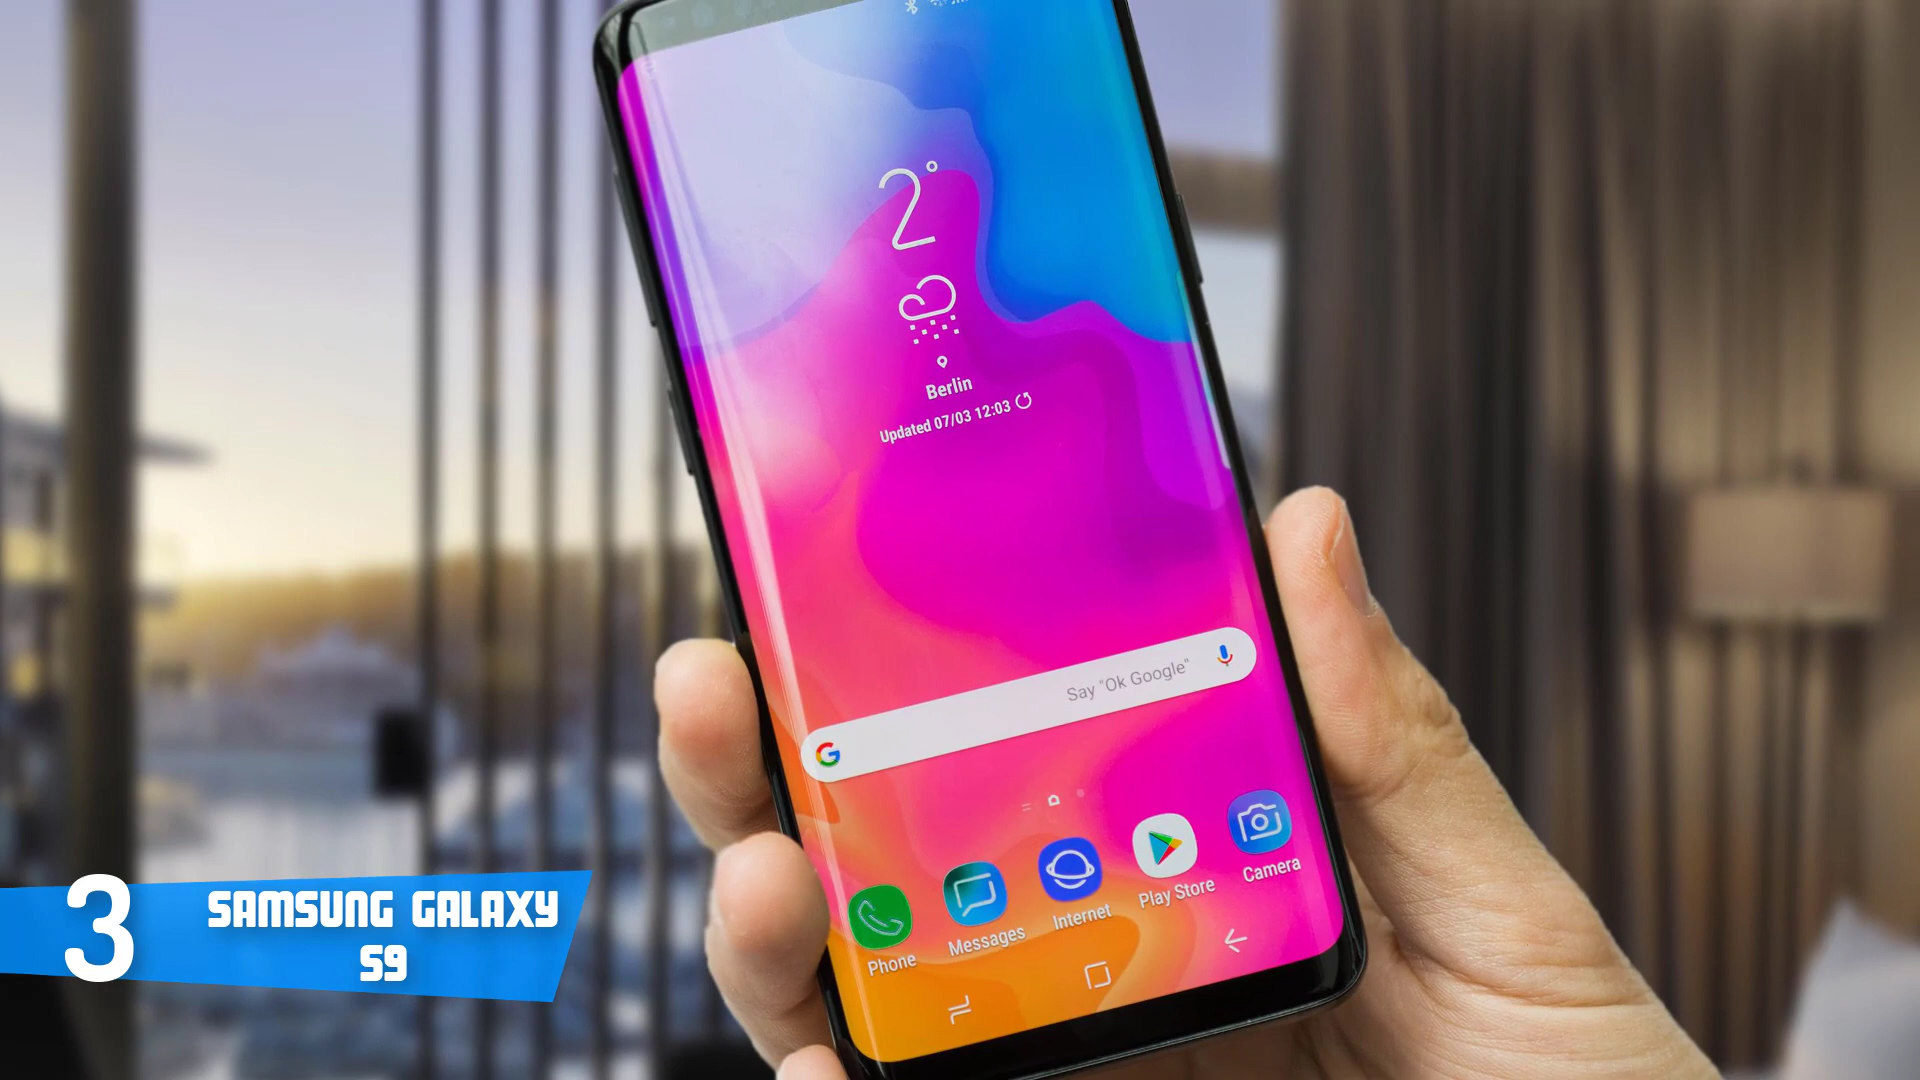 2°
Berlin
Updated 07/03 12:03
Say "Ok Google"
G
Phone
Messages
Internet
Play Store
Camera
3
SAMSUNG GALAXY
S9